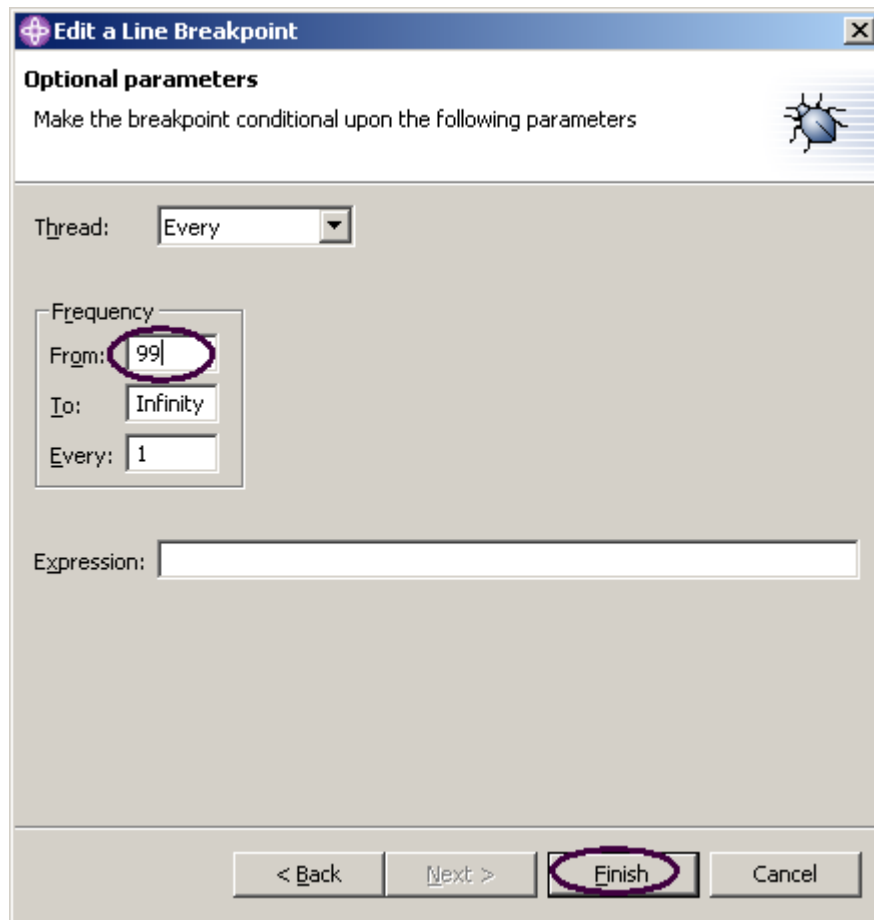 Edit a Line Breakpoint
Optional parameters
Make the breakpoint conditional upon the following parameters
Thread: Every
Frequency
From: 99
To: Infinity
Every: 1
Expression:
< Back Next > Finish Cancel